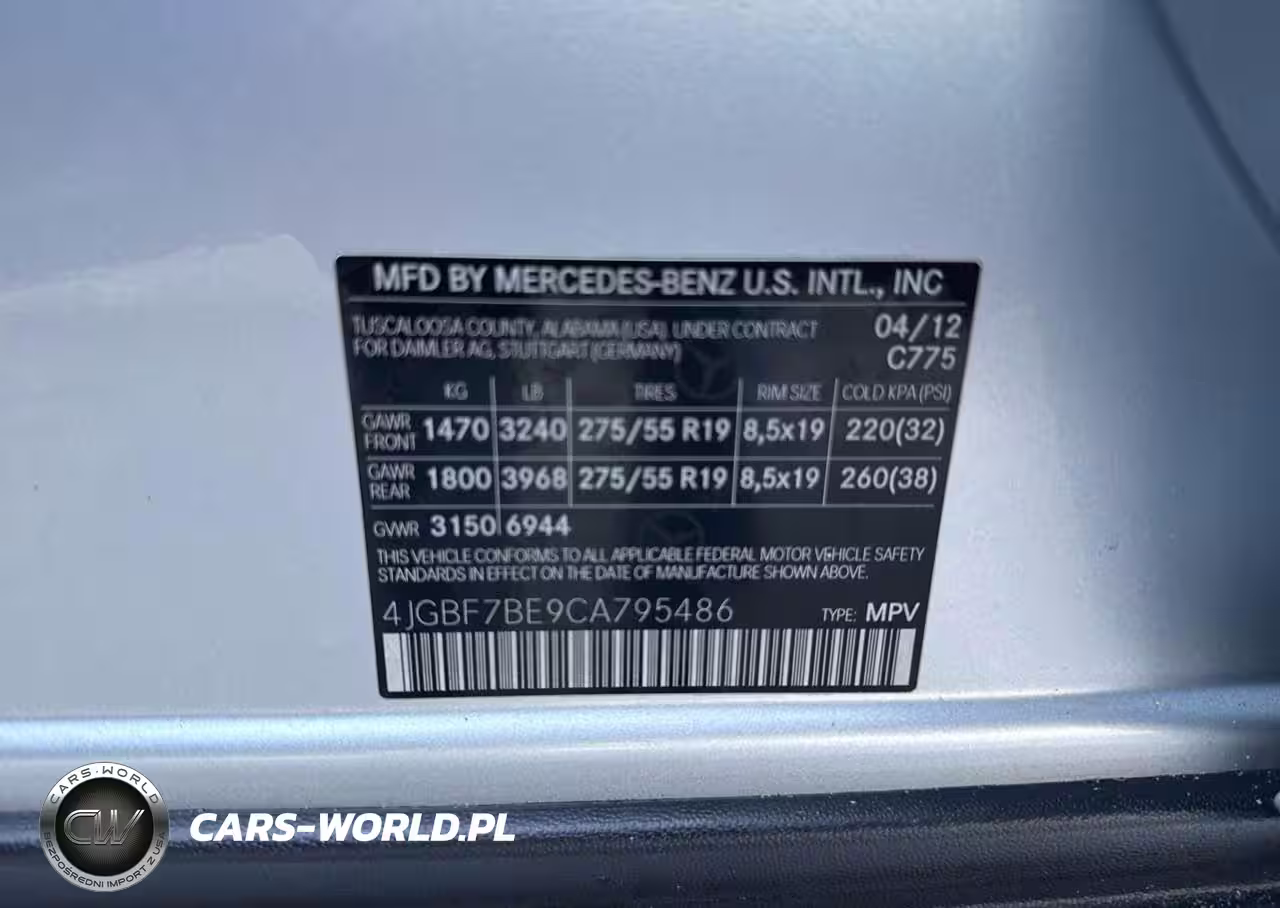 MFD BY MERCEDES-BENZ U.S. INTL., INC
TUSCALOOSA COUNTY, ALABAMA (USA), UNDER CONTRACT 04/12
FOR DAIMLER AG, STUTTGART (GERMANY) C775
KG LB TIRES RIM SIZE COLD KPA (PSI)
GAWR FRONT 1470 3240 275/55 R19 8,5x19 220(32)
GAWR REAR 1800 3968 275/55 R19 8,5x19 260(38)
GVWR 3150 6944
THIS VEHICLE CONFORMS TO ALL APPLICABLE FEDERAL MOTOR VEHICLE SAFETY
STANDARDS IN EFFECT ON THE DATE OF MANUFACTURE SHOWN ABOVE.
4JGBF7BE9CA795486 TYPE: MPV
CARS-WORLD
CW
BEZPOŚREDNI IMPORT Z USA
CARS-WORLD.PL